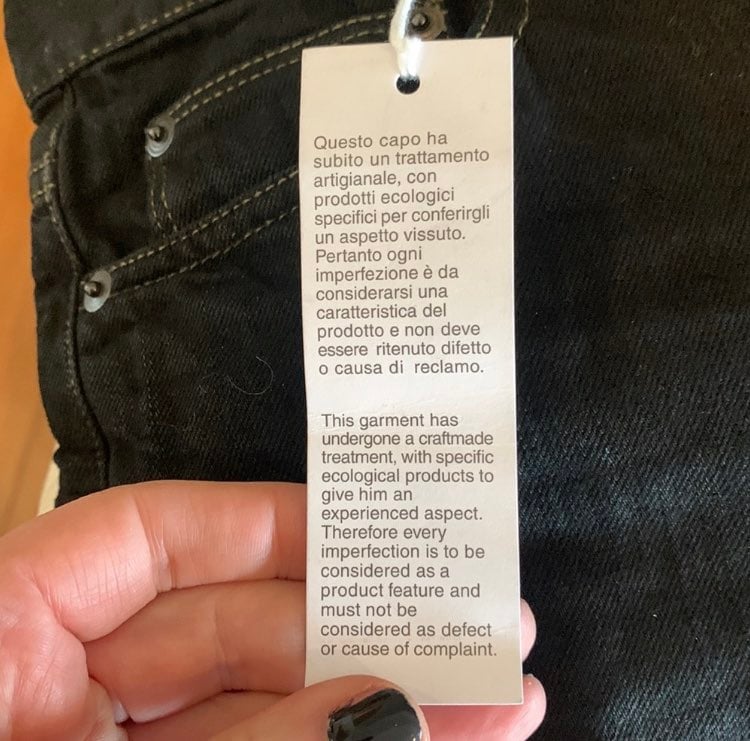 Questo capo ha
subito un trattamento
artigianale, con
prodotti ecologici
specifici per conferirgli
un aspetto vissuto.
Pertanto ogni
imperfezione è da
considerarsi una
caratteristica del
prodotto e non deve
essere ritenuto difetto
o causa di reclamo.
This garment has
undergone a craftmade
treatment, with specific
ecological products to
give him an
experienced aspect.
Therefore every
imperfection is to be
considered as a
product feature and
must not be
considered as defect
or cause of complaint.